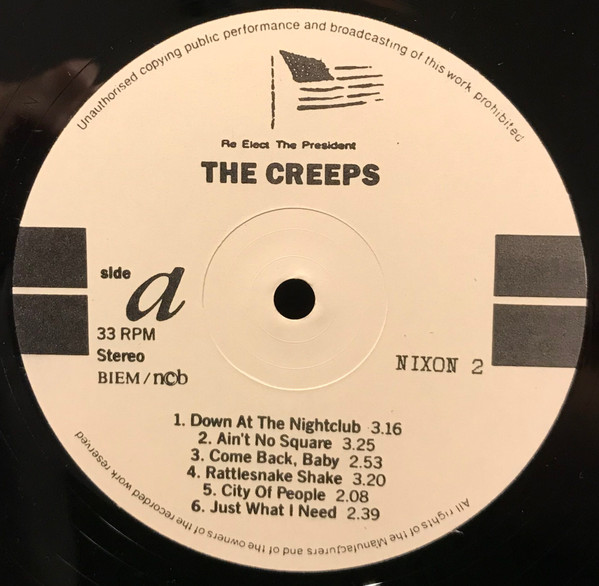 Unauthorised copying public performance and broadcasting of this work prohibited
Re Elect The President
THE CREEPS
side a
33 RPM
Stereo
BIEM/ncb
NIXON 2
1. Down At The Nightclub 3.16
2. Ain't No Square 3.25
3. Come Back, Baby 2.53
4. Rattlesnake Shake 3.20
5. City Of People 2.08
6. Just What I Need 2.39
All rights of the Manufacturers and of the owners of the recorded work reserved